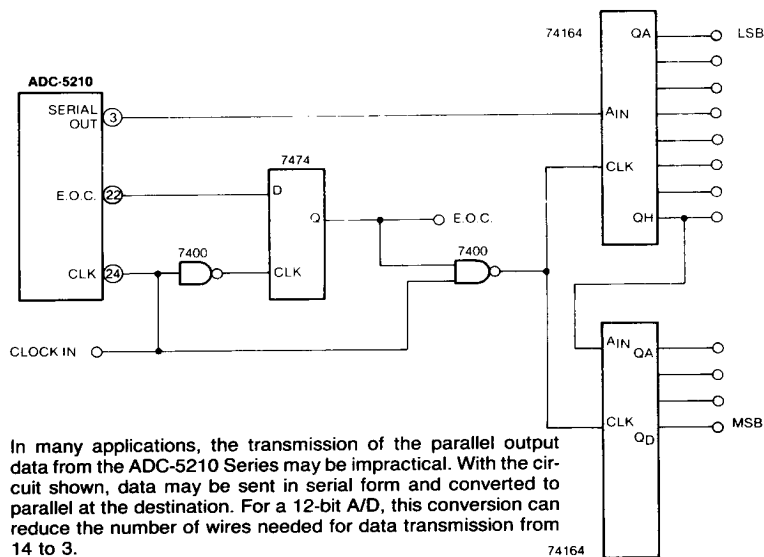 74164
QA
LSB
ADC-5210
SERIAL
OUT
3
AIN
7474
E.O.C.
22
D
CLK
Q
E.O.C.
7400
7400
QH
CLK
24
CLK
CLOCK IN
AIN
QA
CLK
QD
MSB
In many applications, the transmission of the parallel output
data from the ADC-5210 Series may be impractical. With the cir-
cuit shown, data may be sent in serial form and converted to
parallel at the destination. For a 12-bit A/D, this conversion can
reduce the number of wires needed for data transmission from
14 to 3.
74164